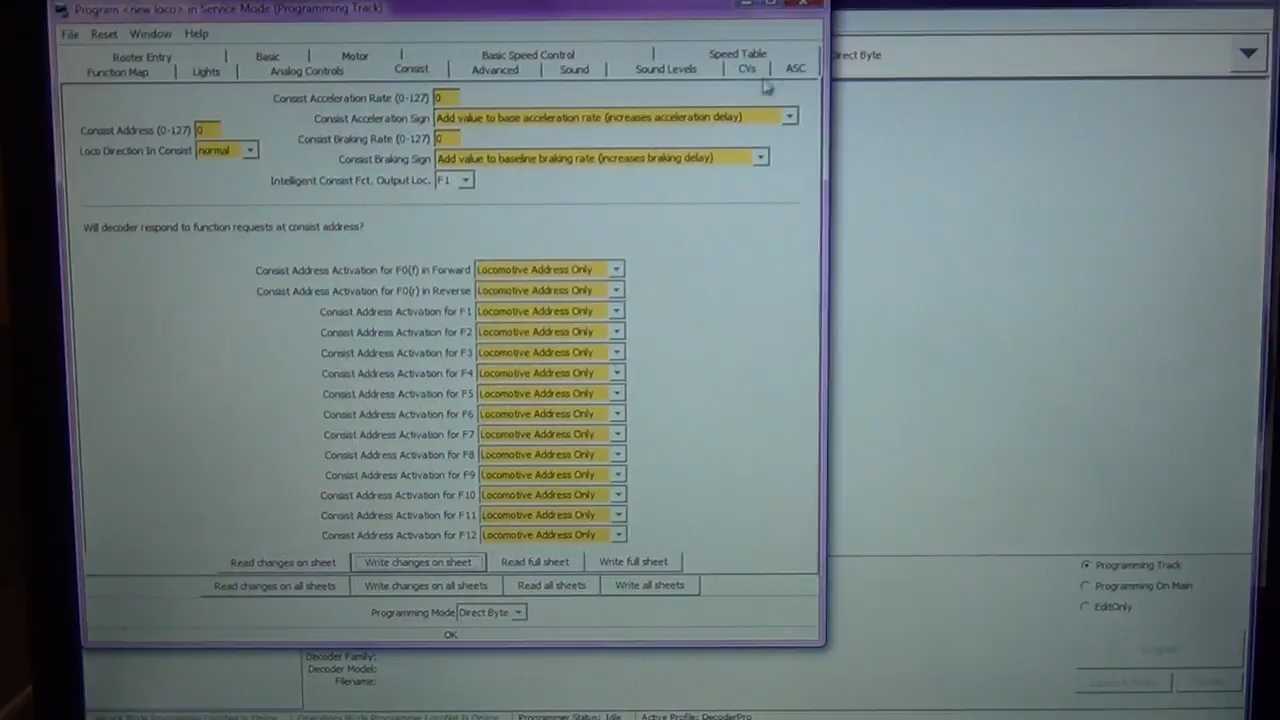 Program <new loco> in Service Mode (Programming Track)
File Reset Window Help
Roster Entry Basic Motor Basic Speed Control Speed Table
Function Map Lights Analog Controls Consist Advanced Sound Sound Levels CVs ASC
Consist Acceleration Rate (0-127) 0
Consist Acceleration Sign Add value to base acceleration rate (increases acceleration delay)
Consist Address (0-127) 0
Consist Braking Rate (0-127) 0
Loco Direction In Consist normal
Consist Braking Sign Add value to baseline braking rate (increases braking delay)
Intelligent Consist Fct. Output Loc. F1
Will decoder respond to function requests at consist address?
Consist Address Activation for F0(f) in Forward Locomotive Address Only
Consist Address Activation for F0(r) in Reverse Locomotive Address Only
Consist Address Activation for F1 Locomotive Address Only
Consist Address Activation for F2 Locomotive Address Only
Consist Address Activation for F3 Locomotive Address Only
Consist Address Activation for F4 Locomotive Address Only
Consist Address Activation for F5 Locomotive Address Only
Consist Address Activation for F6 Locomotive Address Only
Consist Address Activation for F7 Locomotive Address Only
Consist Address Activation for F8 Locomotive Address Only
Consist Address Activation for F9 Locomotive Address Only
Consist Address Activation for F10 Locomotive Address Only
Consist Address Activation for F11 Locomotive Address Only
Consist Address Activation for F12 Locomotive Address Only
Read changes on sheet Write changes on sheet Read full sheet Write full sheet
Read changes on all sheets Write changes on all sheets Read all sheets Write all sheets
Programming Mode Direct Byte
OK
rect Byte
Programming Track
Programming On Main
EditOnly
Decoder Family:
Decoder Model:
Filename:
Programmer Status: Idle Active Profile: DecoderPro